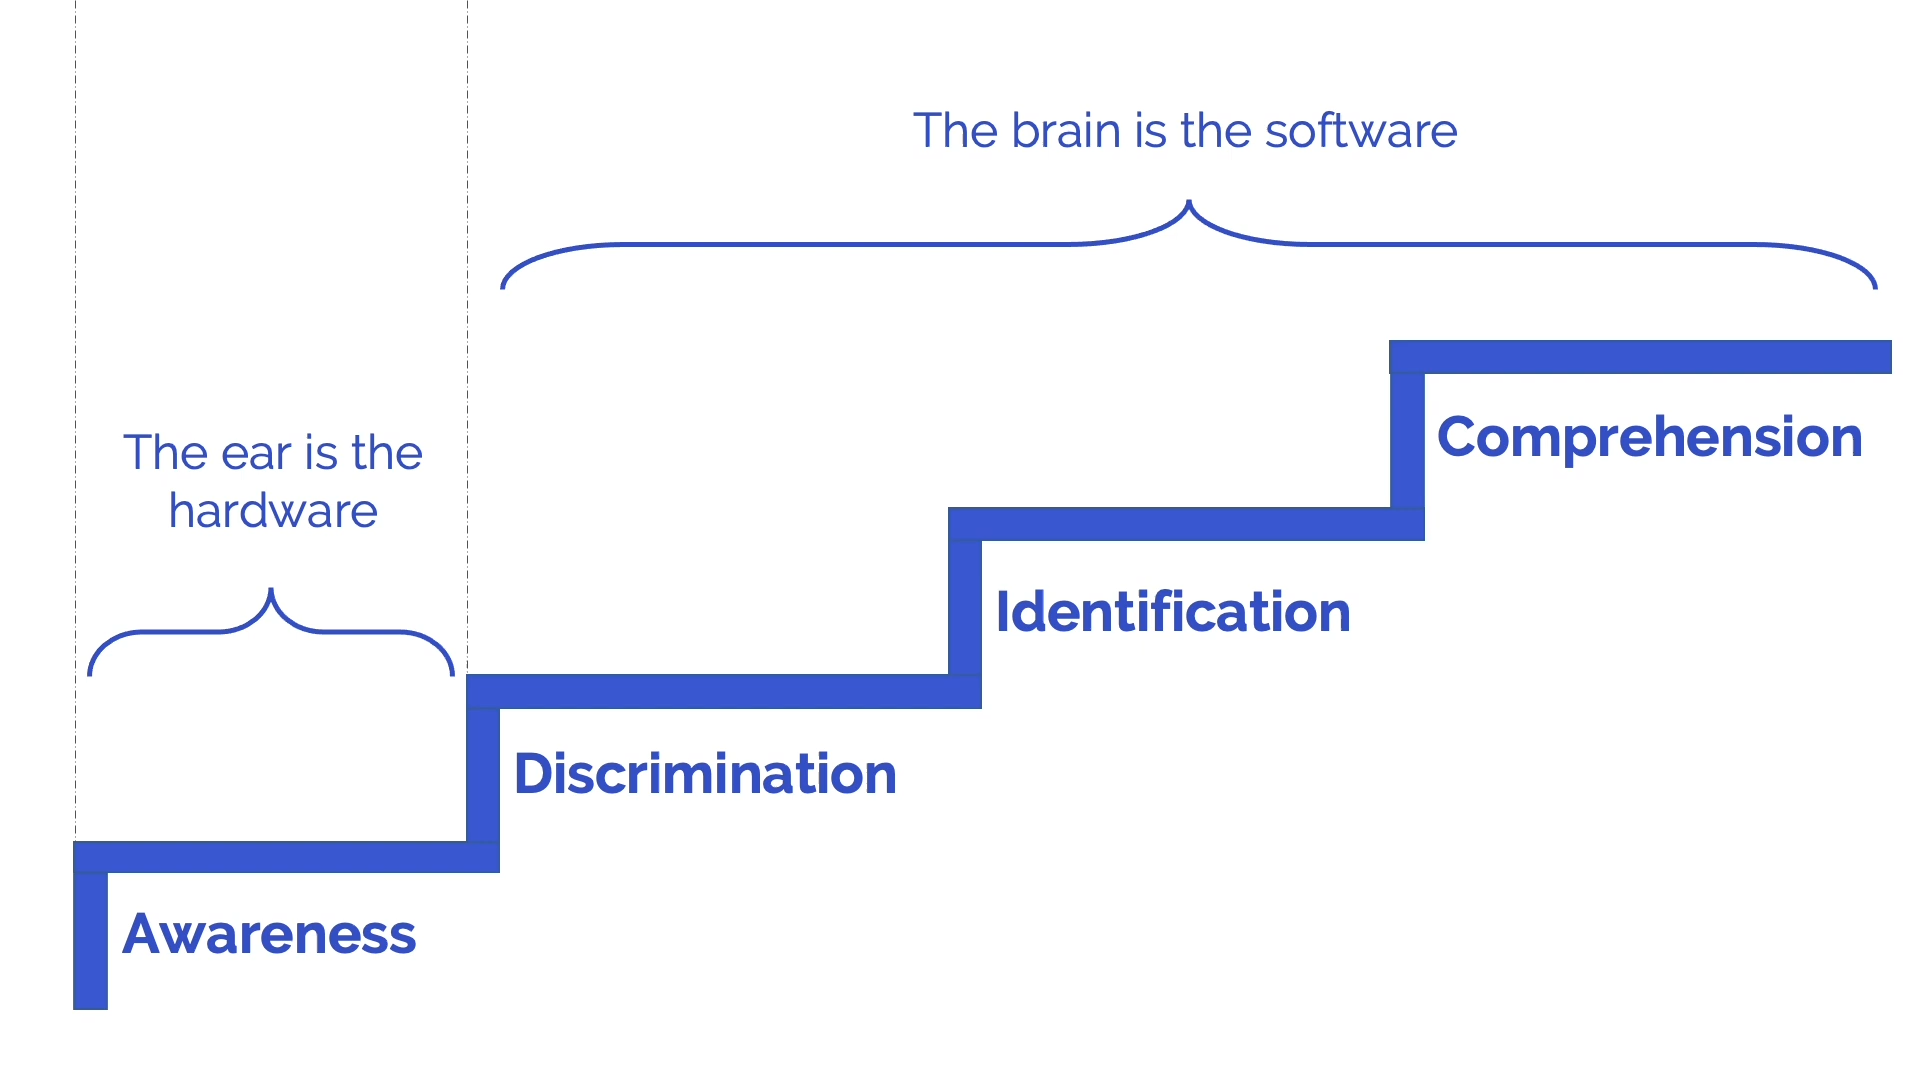 The brain is the software
The ear is the
hardware
Comprehension
Identification
Discrimination
Awareness